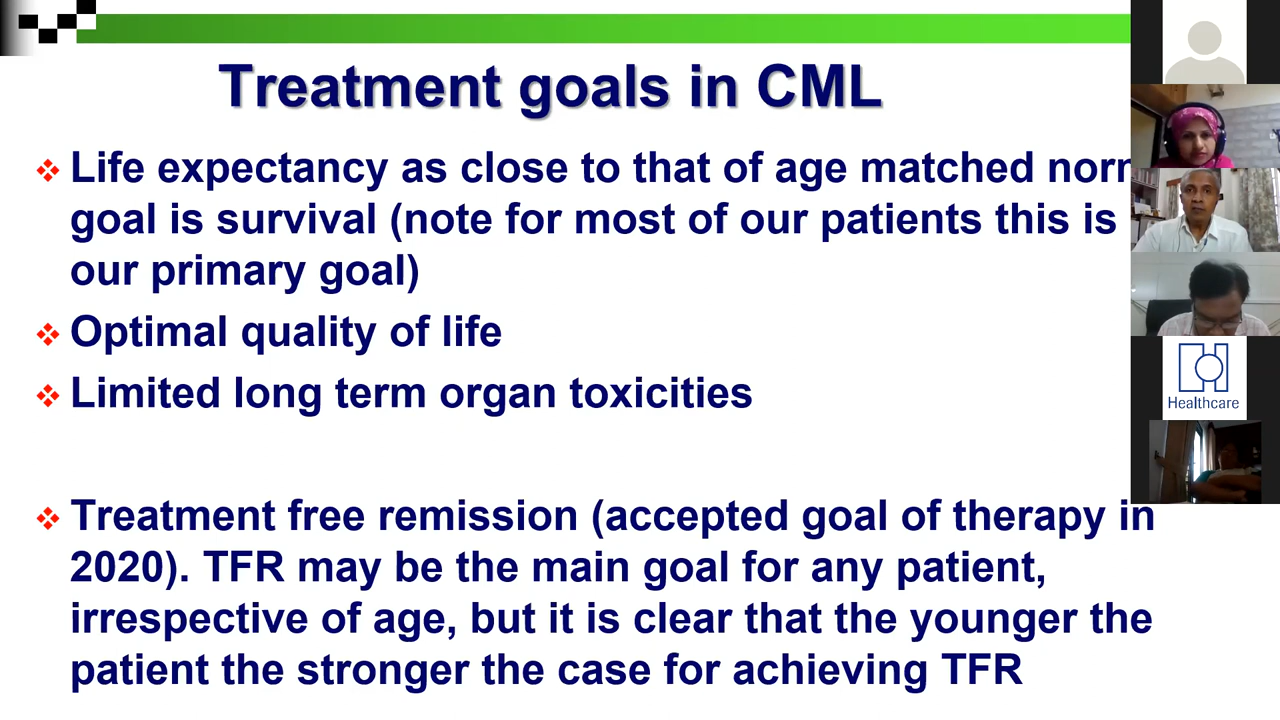 Treatment goals in CML
Life expectancy as close to that of age matched
goal is survival (note for most of our patients this is
our primary goal)
Optimal quality of life
Limited long term organ toxicities
Healthcare
Treatment free remission (accepted goal of therapy in
2020). TFR may be the main goal for any patient,
irrespective of age, but it is clear that the younger the
patient the stronger the case for achieving TFR